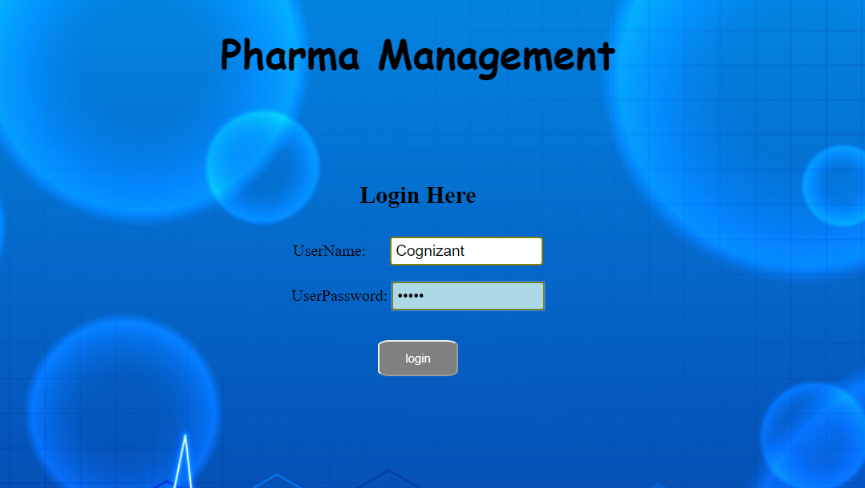 Pharma Management
Login Here
UserName: Cognizant
UserPassword: •••••
login